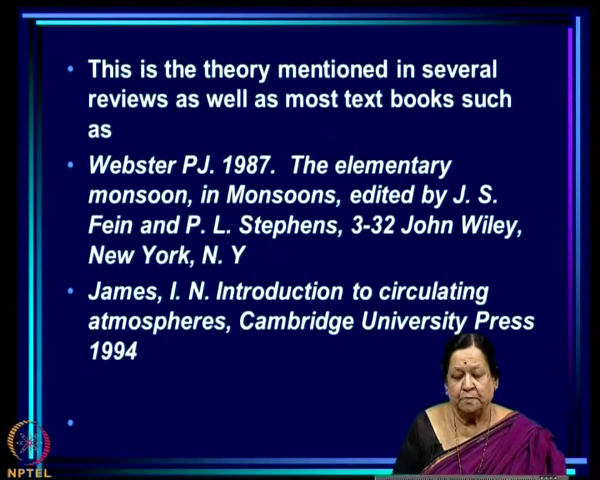 • This is the theory mentioned in several
reviews as well as most text books such
as
• Webster PJ. 1987. The elementary
monsoon, in Monsoons, edited by J. S.
Fein and P. L. Stephens, 3-32 John Wiley,
New York, N. Y
• James, I. N. Introduction to circulating
atmospheres, Cambridge University Press
1994
•
NPTEL